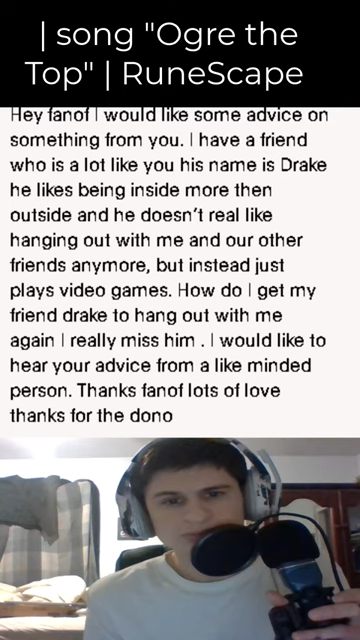 | song "Ogre the
Top" | RuneScape
Hey fanof I would like some advice on
something from you. I have a friend
who is a lot like you his name is Drake
he likes being inside more then
outside and he doesn't real like
hanging out with me and our other
friends anymore, but instead just
plays video games. How do I get my
friend drake to hang out with me
again I really miss him . I would like to
hear your advice from a like minded
person. Thanks fanof lots of love
thanks for the dono